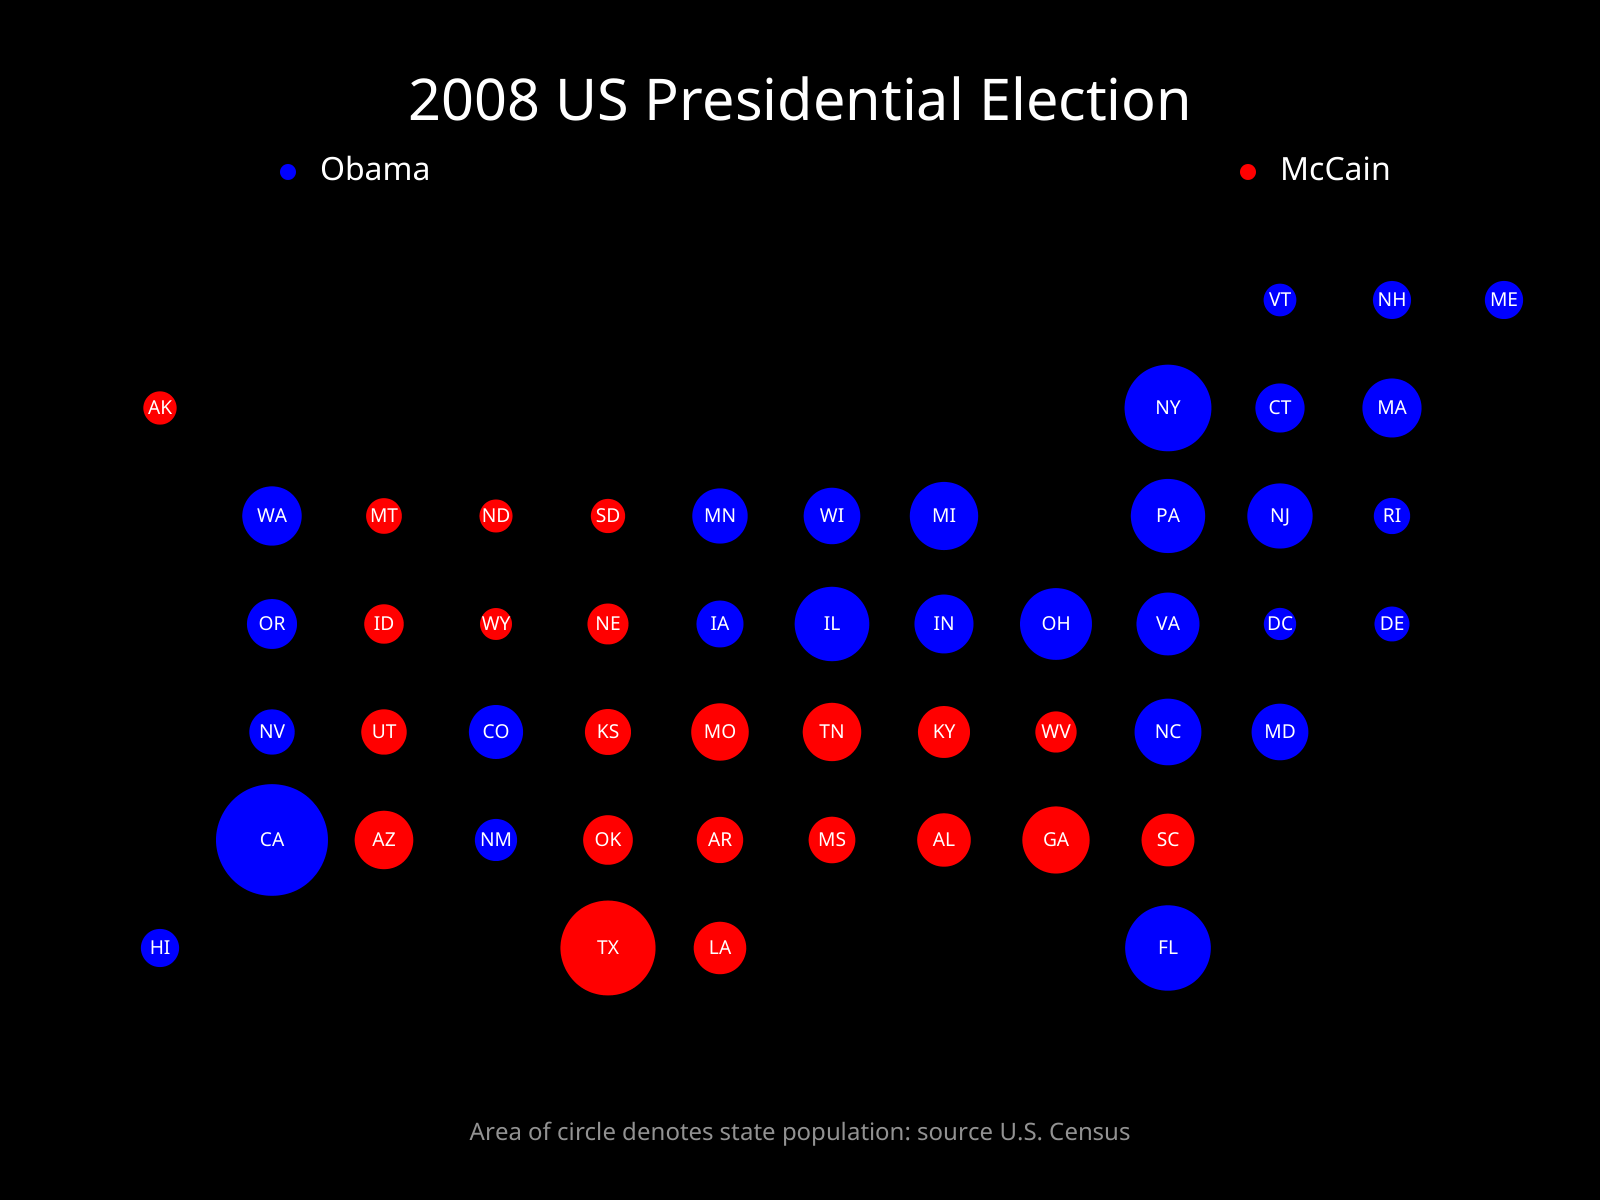 2008 US Presidential Election
Obama McCain
VT NH ME
AK NY CT MA
WA MT ND SD MN WI MI PA NJ RI
OR ID WY NE IA IL IN OH VA DC DE
NV UT CO KS MO TN KY WV NC MD
CA AZ NM OK AR MS AL GA SC
HI TX LA FL
Area of circle denotes state population: source U.S. Census